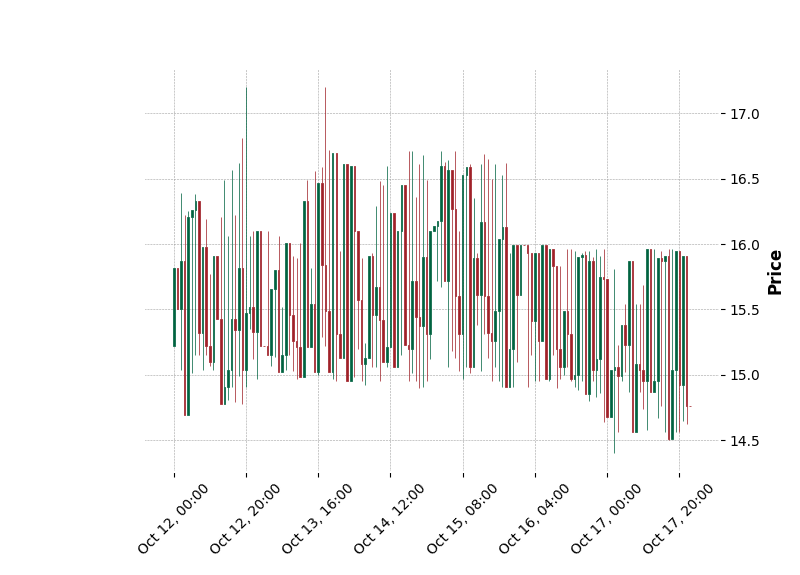 17.0
16.5
16.0
15.5
15.0
14.5
Price
Oct 12, 00:00
Oct 12, 20:00
Oct 13, 16:00
Oct 14, 12:00
Oct 15, 08:00
Oct 16, 04:00
Oct 17, 00:00
Oct 17, 20:00